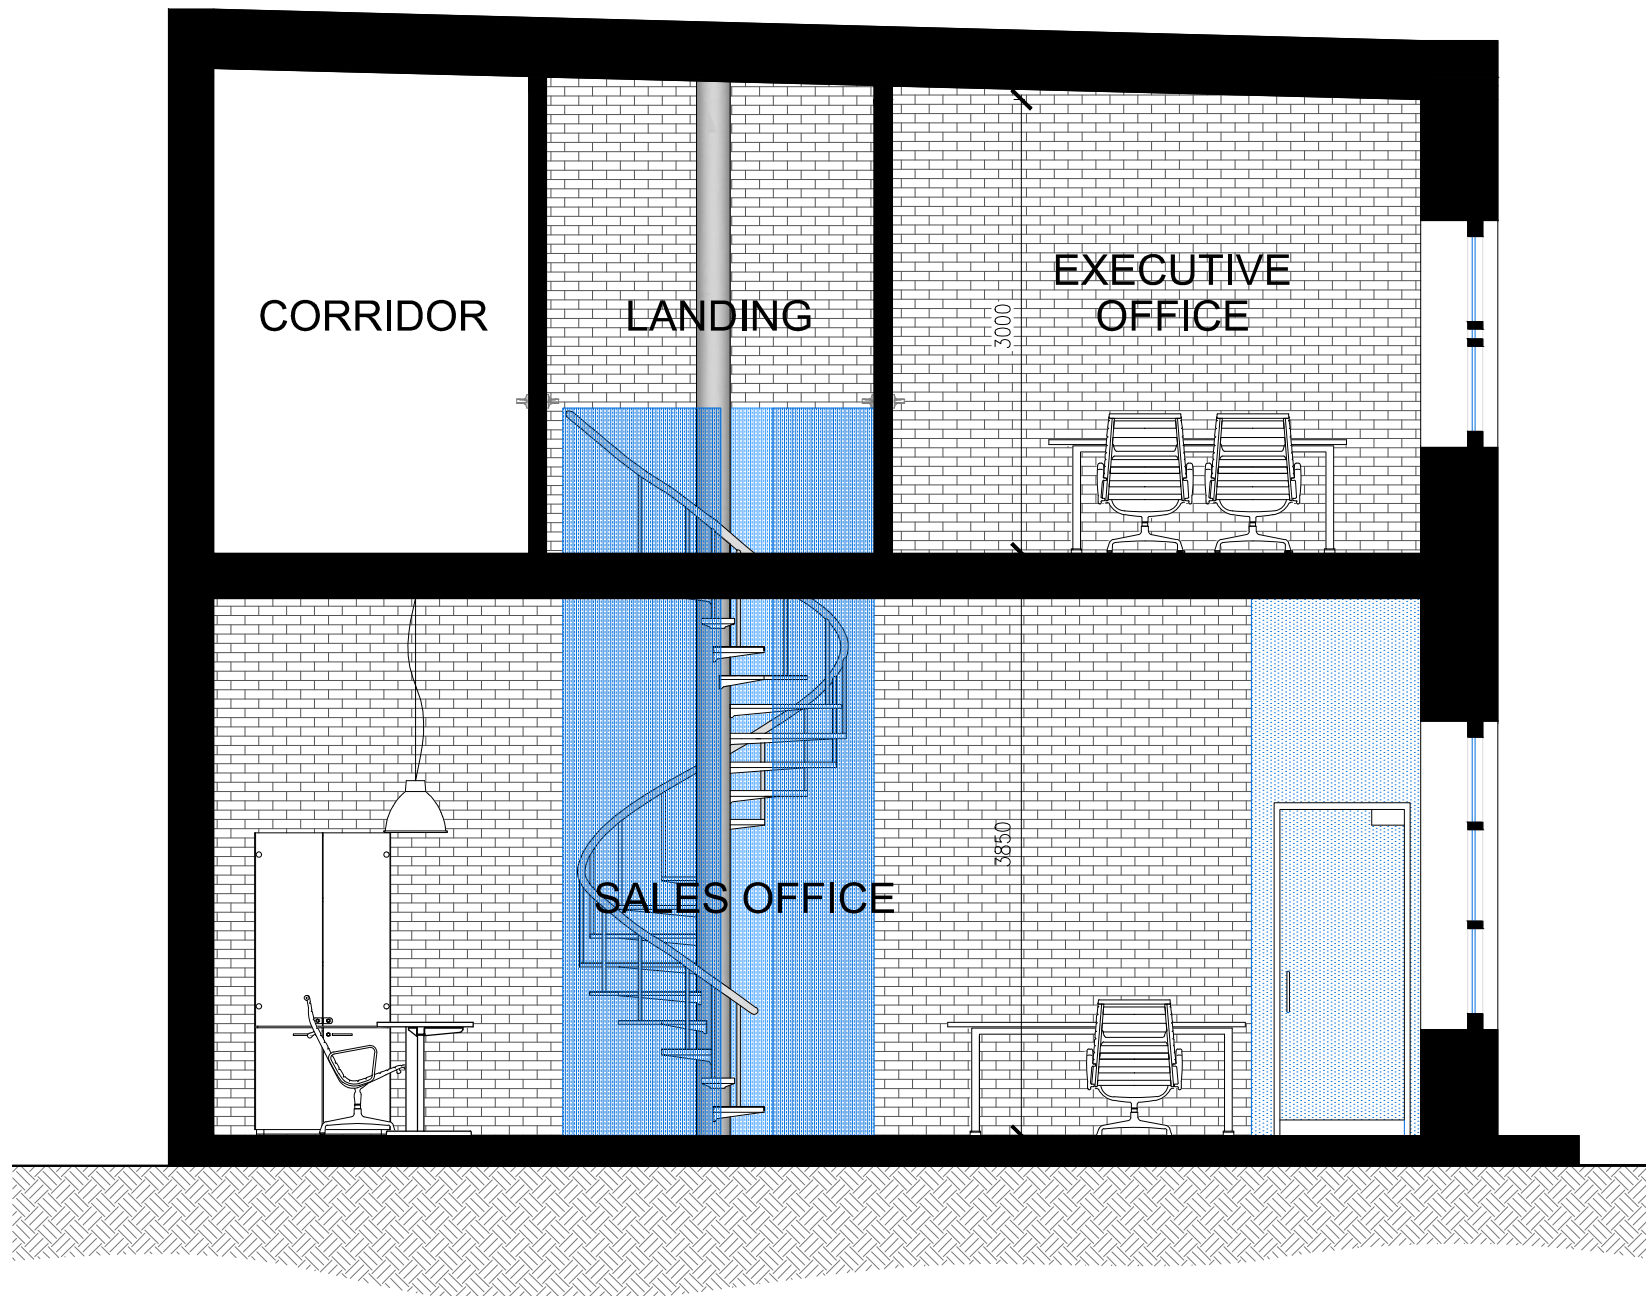 CORRIDOR
LANDING
EXECUTIVE
OFFICE
3000
3850
SALES OFFICE